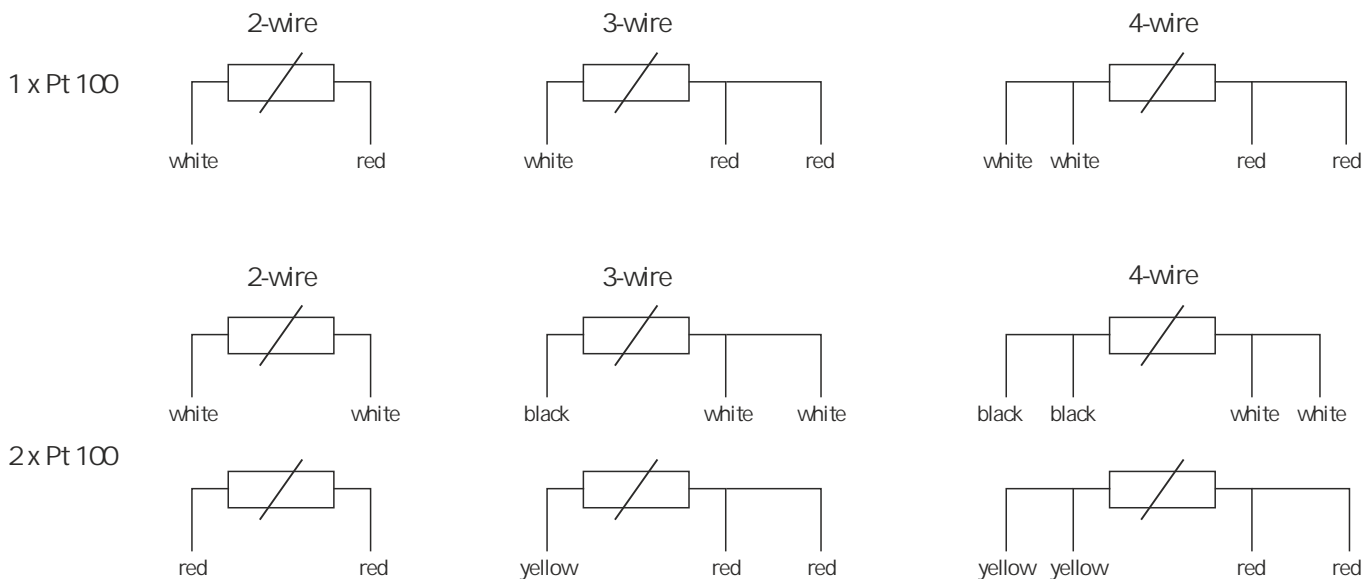 2-wire 3-wire 4-wire
1 x Pt 100
white red white red red white white red red
2-wire 3-wire 4-wire
white white black white white black black white white
2 x Pt 100
red red yellow red red yellow yellow red red